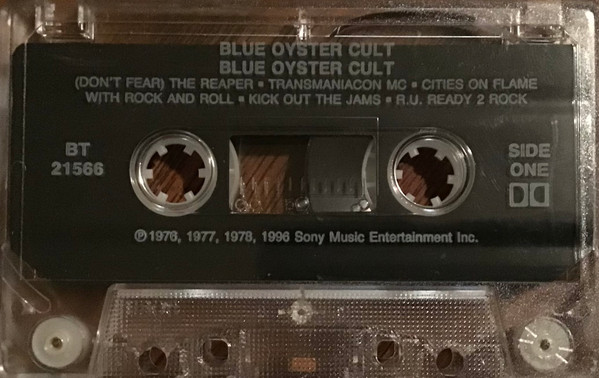 BLUE OYSTER CULT
BLUE OYSTER CULT
(DON'T FEAR) THE REAPER ▪ TRANSMANIACON MC ▪ CITIES ON FLAME
WITH ROCK AND ROLL ▪ KICK OUT THE JAMS ▪ R.U. READY 2 ROCK
BT
21566
SIDE
ONE
℗1976, 1977, 1978, 1996 Sony Music Entertainment Inc.